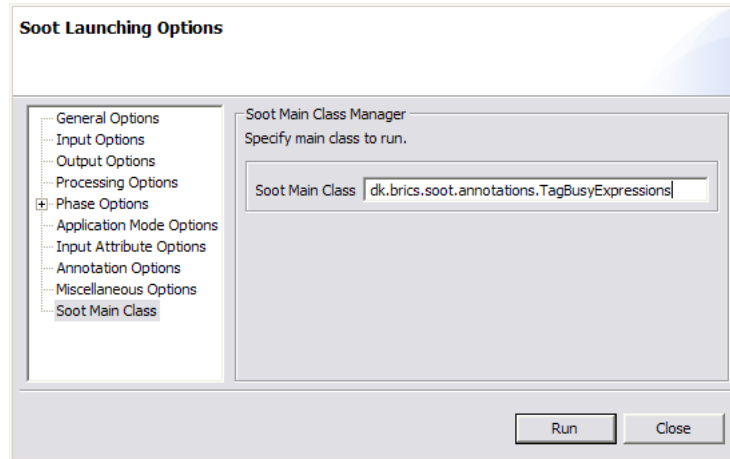 Soot Launching Options
General Options
Input Options
Output Options
Processing Options
Phase Options
Application Mode Options
Input Attribute Options
Annotation Options
Miscellaneous Options
Soot Main Class
Soot Main Class Manager
Specify main class to run.
Soot Main Class dk.brics.soot.annotations.TagBusyExpressions
Run Close